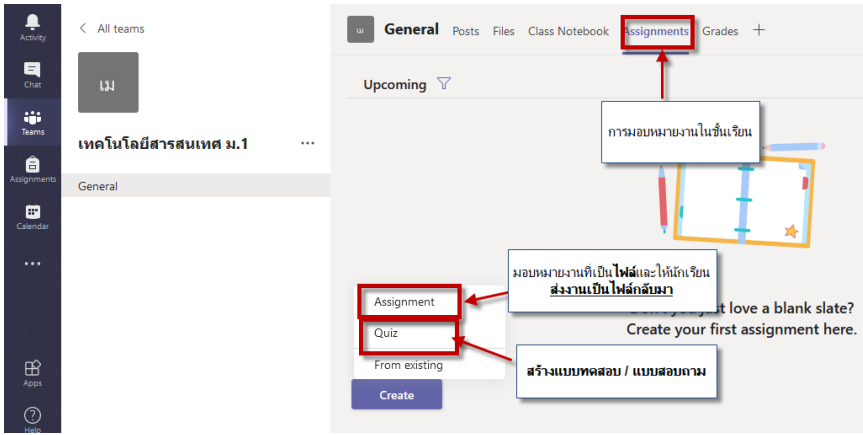 Activity
Chat
Teams
Assignments
Calendar
Apps
Help
All teams
เม
เทคโนโลยีสารสนเทศ ม.1
General
เม
General Posts Files Class Notebook Assignments Grades
Upcoming
การมอบหมายงานในชั้นเรียน
มอบหมายงานที่เป็นไฟล์และให้นักเรียน
ส่งงานเป็นไฟล์กลับมา
Assignment
Quiz
From existing
Create
สร้างแบบทดสอบ / แบบสอบถาม
just love a blank slate?
Create your first assignment here.